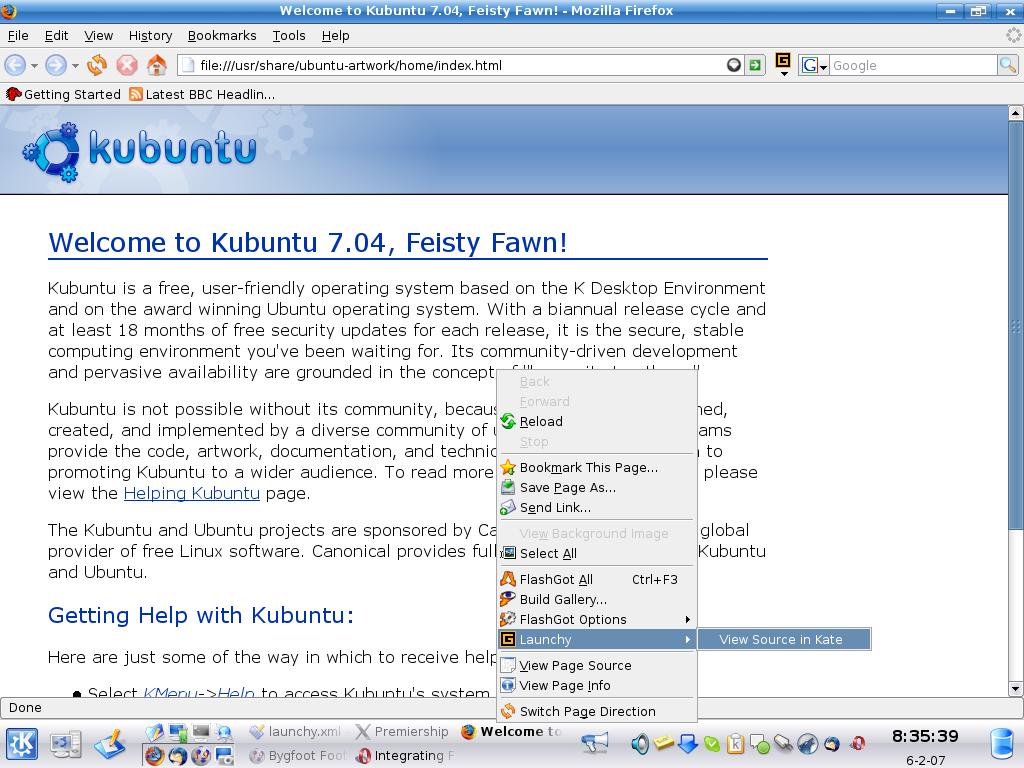 Welcome to Kubuntu 7.04, Feisty Fawn! - Mozilla Firefox
File Edit View History Bookmarks Tools Help
file:///usr/share/ubuntu-artwork/home/index.html
G Google
Getting Started Latest BBC Headlin...
kubuntu
Welcome to Kubuntu 7.04, Feisty Fawn!
Kubuntu is a free, user-friendly operating system based on the K Desktop Environment
and on the award winning Ubuntu operating system. With a biannual release cycle and
at least 18 months of free security updates for each release, it is the secure, stable
computing environment you've been waiting for. Its community-driven development
and pervasive availability are grounded in the concept
Kubuntu is not possible without its community, becau ned,
created, and implemented by a diverse community of ams
provide the code, artwork, documentation, and technic to
promoting Kubuntu to a wider audience. To read more please
view the Helping Kubuntu page.
The Kubuntu and Ubuntu projects are sponsored by Ca global
provider of free Linux software. Canonical provides full Kubuntu
and Ubuntu.
Getting Help with Kubuntu:
Here are just some of the way in which to receive help
Select KMenu->Help to access Kubuntu's system
Back
Forward
Reload
Stop
Bookmark This Page...
Save Page As...
Send Link...
View Background Image
Select All
FlashGot All Ctrl+F3
Build Gallery...
FlashGot Options
Launchy
View Source in Kate
View Page Source
View Page Info
Switch Page Direction
Done
launchy.xml Premiership Welcome to
Bygfoot Foot Integrating F
8:35:39
6-2-07